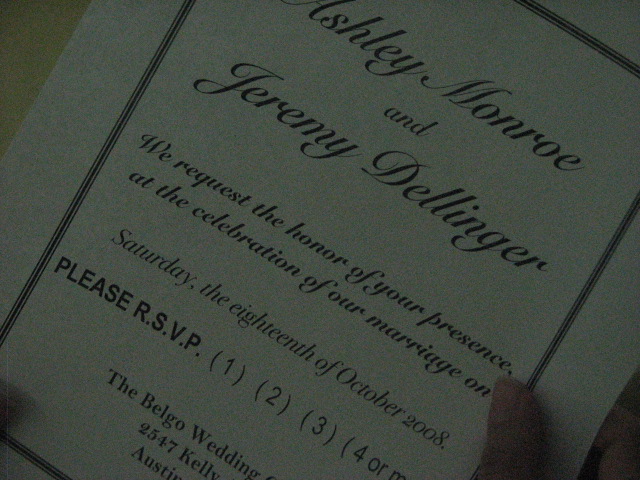 Ashley Monroe
and
Jeremy Dellinger
We request the honor of your presence,
at the celebration of our marriage on
Saturday, the eighteenth of October 2008.
PLEASE R.S.V.P. (1) (2) (3) (4 or m
The Belgo Wedding
2547 Kelly
Austin